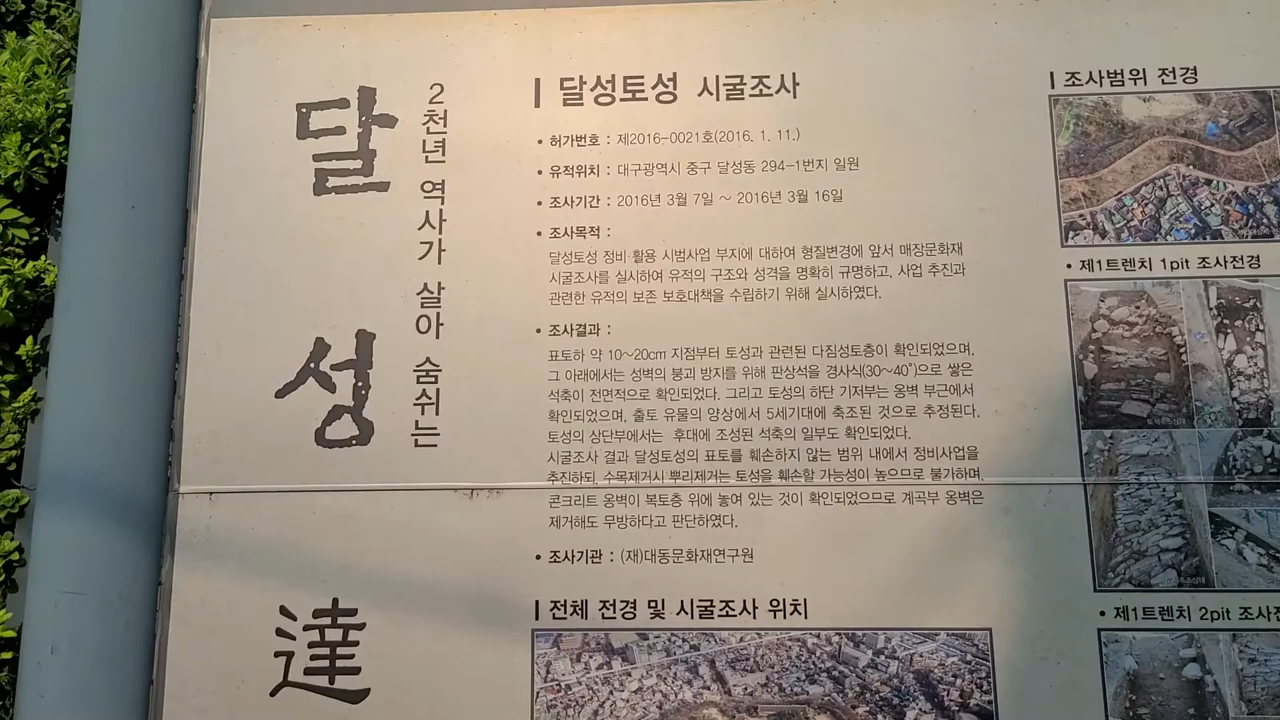 달성
2천년 역사가 살아 숨쉬는
達
달성토성 시굴조사
• 허가번호 : 제2016-0021호(2016. 1. 11.)
• 유적위치 : 대구광역시 중구 달성동 294-1번지 일원
• 조사기간 : 2016년 3월 7일 ~ 2016년 3월 16일
• 조사목적 :
달성토성 정비·활용 시범사업 부지에 대하여 형질변경에 앞서 매장문화재
시굴조사를 실시하여 유적의 구조와 성격을 명확히 규명하고, 사업 추진과
관련한 유적의 보존 보호대책을 수립하기 위해 실시하였다.
• 조사결과 :
표토하 약 10~20cm 지점부터 토성과 관련된 다짐성토층이 확인되었으며,
그 아래에서는 성벽의 붕괴 방지를 위해 판상석을 경사식(30~40°)으로 쌓은
석축이 전면적으로 확인되었다. 그리고 토성의 하단 기저부는 옹벽 부근에서
확인되었으며, 출토 유물의 양상에서 5세기대에 축조된 것으로 추정된다.
토성의 상단부에서는 후대에 조성된 석축의 일부도 확인되었다.
시굴조사 결과 달성토성의 표토를 훼손하지 않는 범위 내에서 정비사업을
추진하되, 수목제거시 뿌리제거는 토성을 훼손할 가능성이 높으므로 불가하며,
콘크리트 옹벽이 복토층 위에 놓여 있는 것이 확인되었으므로 계곡부 옹벽은
제거해도 무방하다고 판단하였다.
• 조사기관 : (재)대동문화재연구원
전체 전경 및 시굴조사 위치
조사범위 전경
• 제1트렌치 1pit 조사전경
• 제1트렌치 2pit 조사전